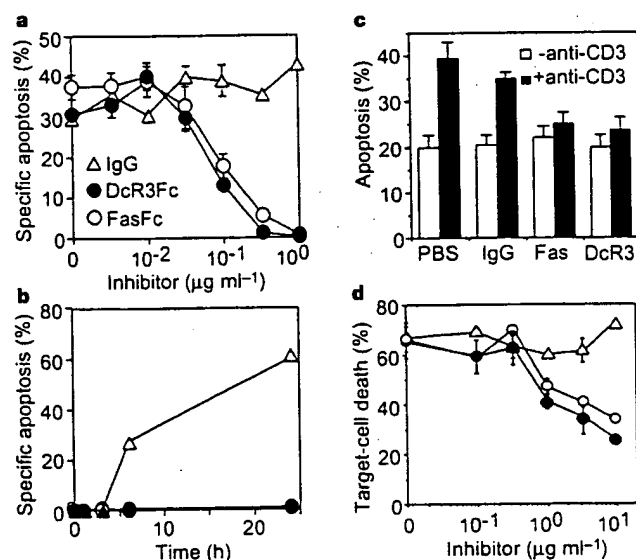 a
Specific apoptosis (%)
50
40
30
20
10
0
IgG
DcR3Fc
FasFc
0
10⁻²
10⁻¹
10⁰
Inhibitor (μg ml⁻¹)
c
Apoptosis (%)
40
30
20
10
0
-anti-CD3
+anti-CD3
PBS
IgG
Fas
DcR3
b
Specific apoptosis (%)
80
60
40
20
0
0
10
20
Time (h)
d
Target-cell death (%)
80
60
40
20
0
0
10⁻¹
10⁰
10¹
Inhibitor (μg ml⁻¹)